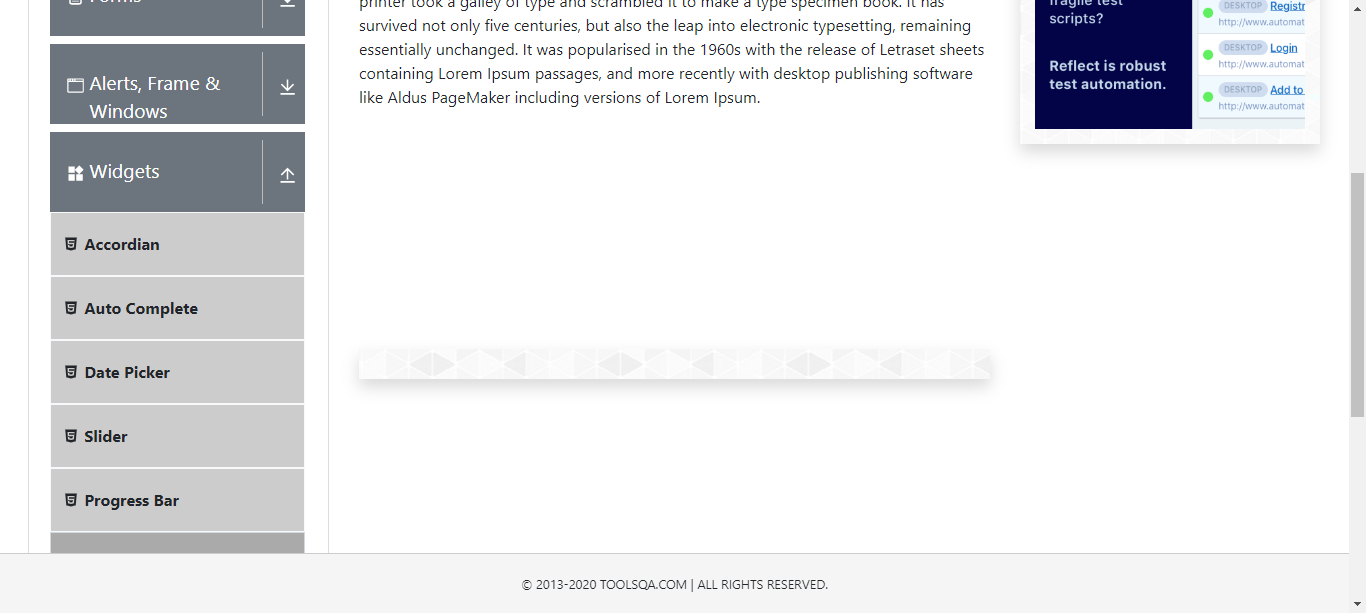 Forms
Alerts, Frame &
Windows
Widgets
Accordian
Auto Complete
Date Picker
Slider
Progress Bar
printer took a galley of type and scrambled it to make a type specimen book. It has
survived not only five centuries, but also the leap into electronic typesetting, remaining
essentially unchanged. It was popularised in the 1960s with the release of Letraset sheets
containing Lorem Ipsum passages, and more recently with desktop publishing software
like Aldus PageMaker including versions of Lorem Ipsum.
fragile test
scripts?
Reflect is robust
test automation.
DESKTOP Registr
http://www.automat
DESKTOP Login
http://www.automat
DESKTOP Add to
http://www.automat
© 2013-2020 TOOLSQA.COM | ALL RIGHTS RESERVED.